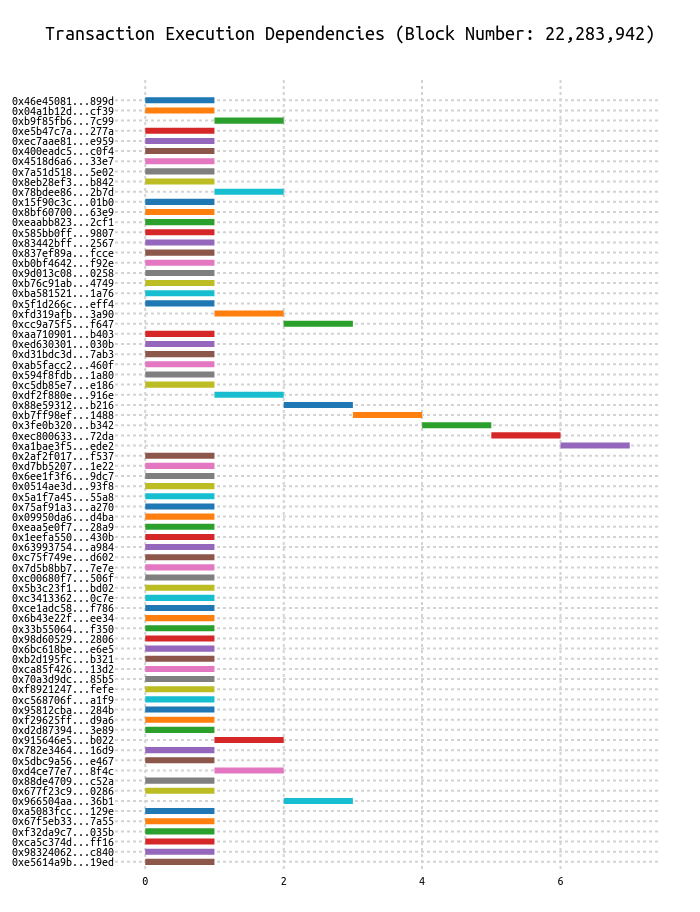 Transaction Execution Dependencies (Block Number: 22,283,942)
0x46e45081...899d
0x04a1b12d...cf39
0xb9f85fb6...7c99
0xe5b47c7a...277a
0xec7aae81...e959
0x400eadc5...c0f4
0x4518d6a6...33e7
0x7a51d518...5e02
0x8eb28ef3...b842
0x78bdee86...2b7d
0x15f90c3c...01b0
0x8bf60700...63e9
0xeaabb823...2cf1
0x585bb0ff...9807
0x83442bff...2567
0x837ef89a...fcce
0xb0bf4642...f92e
0x9d013c08...0258
0xb76c91ab...4749
0xba581521...1a76
0x5f1d266c...eff4
0xfd319afb...3a90
0xcc9a75f5...f647
0xaa710901...b403
0xed630301...030b
0xd31bdc3d...7ab3
0xab5facc2...460f
0x594f8fdb...1a80
0xc5db85e7...e186
0xdf2f880e...916e
0x88e59312...b216
0xb7ff98ef...1488
0x3fe0b320...b342
0xec800633...72da
0xa1bae3f5...ede2
0x2af2f017...f537
0xd7bb5207...1e22
0x6ee1f3f6...9dc7
0x0514ae3d...93f8
0x5a1f7a45...55a8
0x75af91a3...a270
0x09950da6...d4ba
0xeaa5e0f7...28a9
0x1eefa550...430b
0x63993754...a984
0xc75f749e...d602
0x7d5b8bb7...7e7e
0xc00680f7...506f
0x5b3c23f1...bd02
0xc3413362...0c7e
0xce1adc58...f786
0x6b43e22f...ee34
0x33b55064...f350
0x98d60529...2806
0x6bc618be...e6e5
0xb2d195fc...b321
0xca85f426...13d2
0x70a3d9dc...85b5
0xf8921247...fefe
0xc568706f...a1f9
0x95812cba...284b
0xf29625ff...d9a6
0xd2d87394...3e89
0x915646e5...b022
0x782e3464...16d9
0x5dbc9a56...e467
0xd4ce77e7...8f4c
0x88de4709...c52a
0x677f23c9...0286
0x966504aa...36b1
0xa5083fcc...129e
0x67f5eb33...7a55
0xf32da9c7...035b
0xca5c374d...ff16
0x98324062...c840
0xe5614a9b...19ed
0 2 4 6